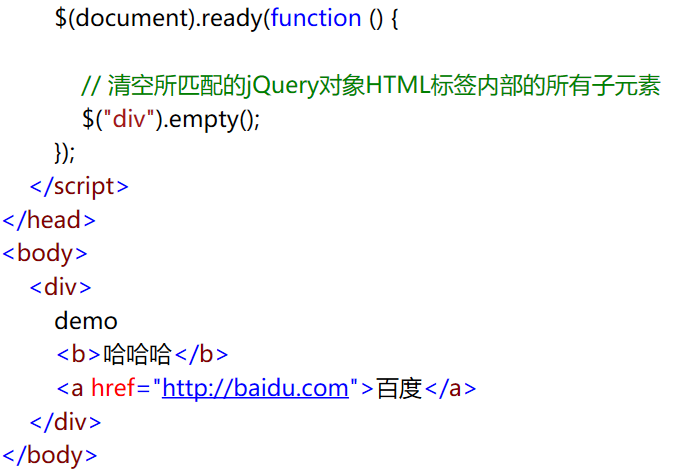 $(document).ready(function () {
// 清空所匹配的jQuery对象HTML标签内部的所有子元素
$("div").empty();
});
</script>
</head>
<body>
<div>
demo
<b>哈哈哈</b>
<a href="http://baidu.com">百度</a>
</div>
</body>